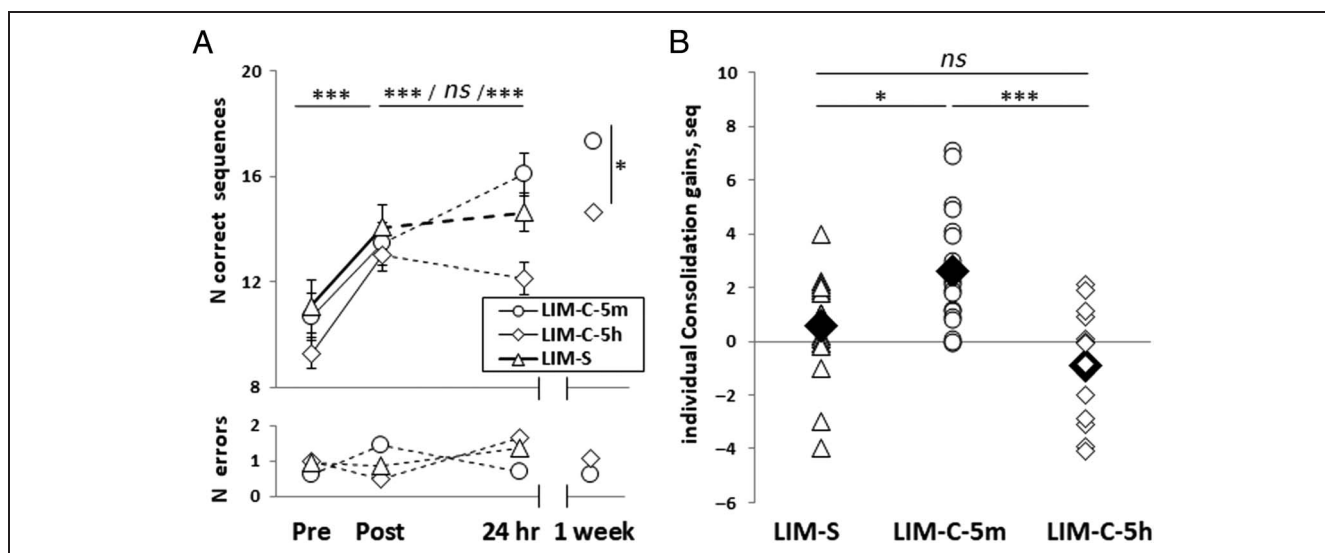 A
N correct sequences
20
16
12
8
***
*** / ns /***
*
LIM-C-5m
LIM-C-5h
LIM-S
N errors
2
1
0
Pre Post 24 hr 1 week
B
individual Consolidation gains, seq
10
8
6
4
2
0
−2
−4
−6
ns
* ***
LIM-S LIM-C-5m LIM-C-5h